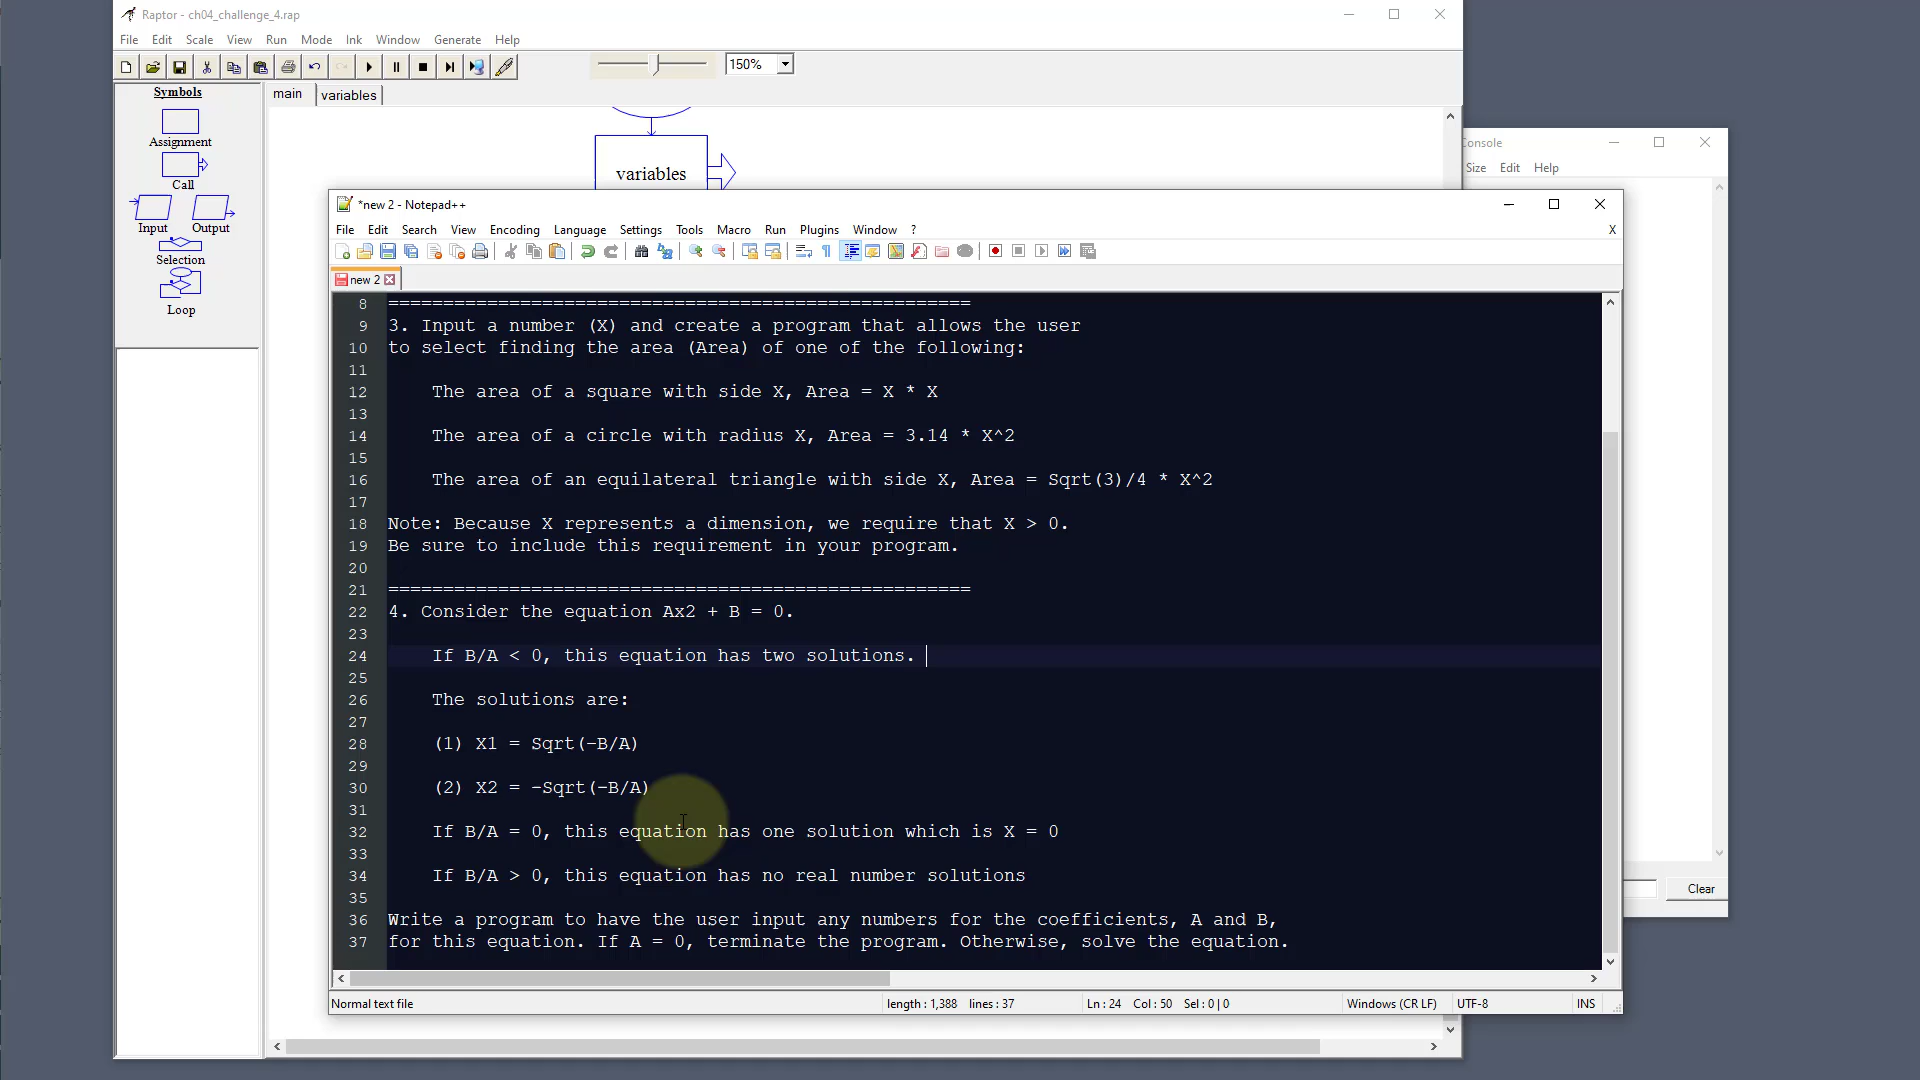 Raptor - ch04_challenge_4.rap
File Edit Scale View Run Mode Ink Window Generate Help
150%
Symbols
Assignment
Call
Input Output
Selection
Loop
main variables
variables
Console
Size Edit Help
Clear
*new 2 - Notepad++
File Edit Search View Encoding Language Settings Tools Macro Run Plugins Window ? X
new 2
8 =====================================================
9 3. Input a number (X) and create a program that allows the user
10 to select finding the area (Area) of one of the following:
11
12 The area of a square with side X, Area = X * X
13
14 The area of a circle with radius X, Area = 3.14 * X^2
15
16 The area of an equilateral triangle with side X, Area = Sqrt(3)/4 * X^2
17
18 Note: Because X represents a dimension, we require that X > 0.
19 Be sure to include this requirement in your program.
20
21 =====================================================
22 4. Consider the equation Ax2 + B = 0.
23
24 If B/A < 0, this equation has two solutions.
25
26 The solutions are:
27
28 (1) X1 = Sqrt(−B/A)
29
30 (2) X2 = −Sqrt(−B/A)
31
32 If B/A = 0, this equation has one solution which is X = 0
33
34 If B/A > 0, this equation has no real number solutions
35
36 Write a program to have the user input any numbers for the coefficients, A and B,
37 for this equation. If A = 0, terminate the program. Otherwise, solve the equation.
Normal text file length : 1,388 lines : 37 Ln : 24 Col : 50 Sel : 0 | 0 Windows (CR LF) UTF-8 INS